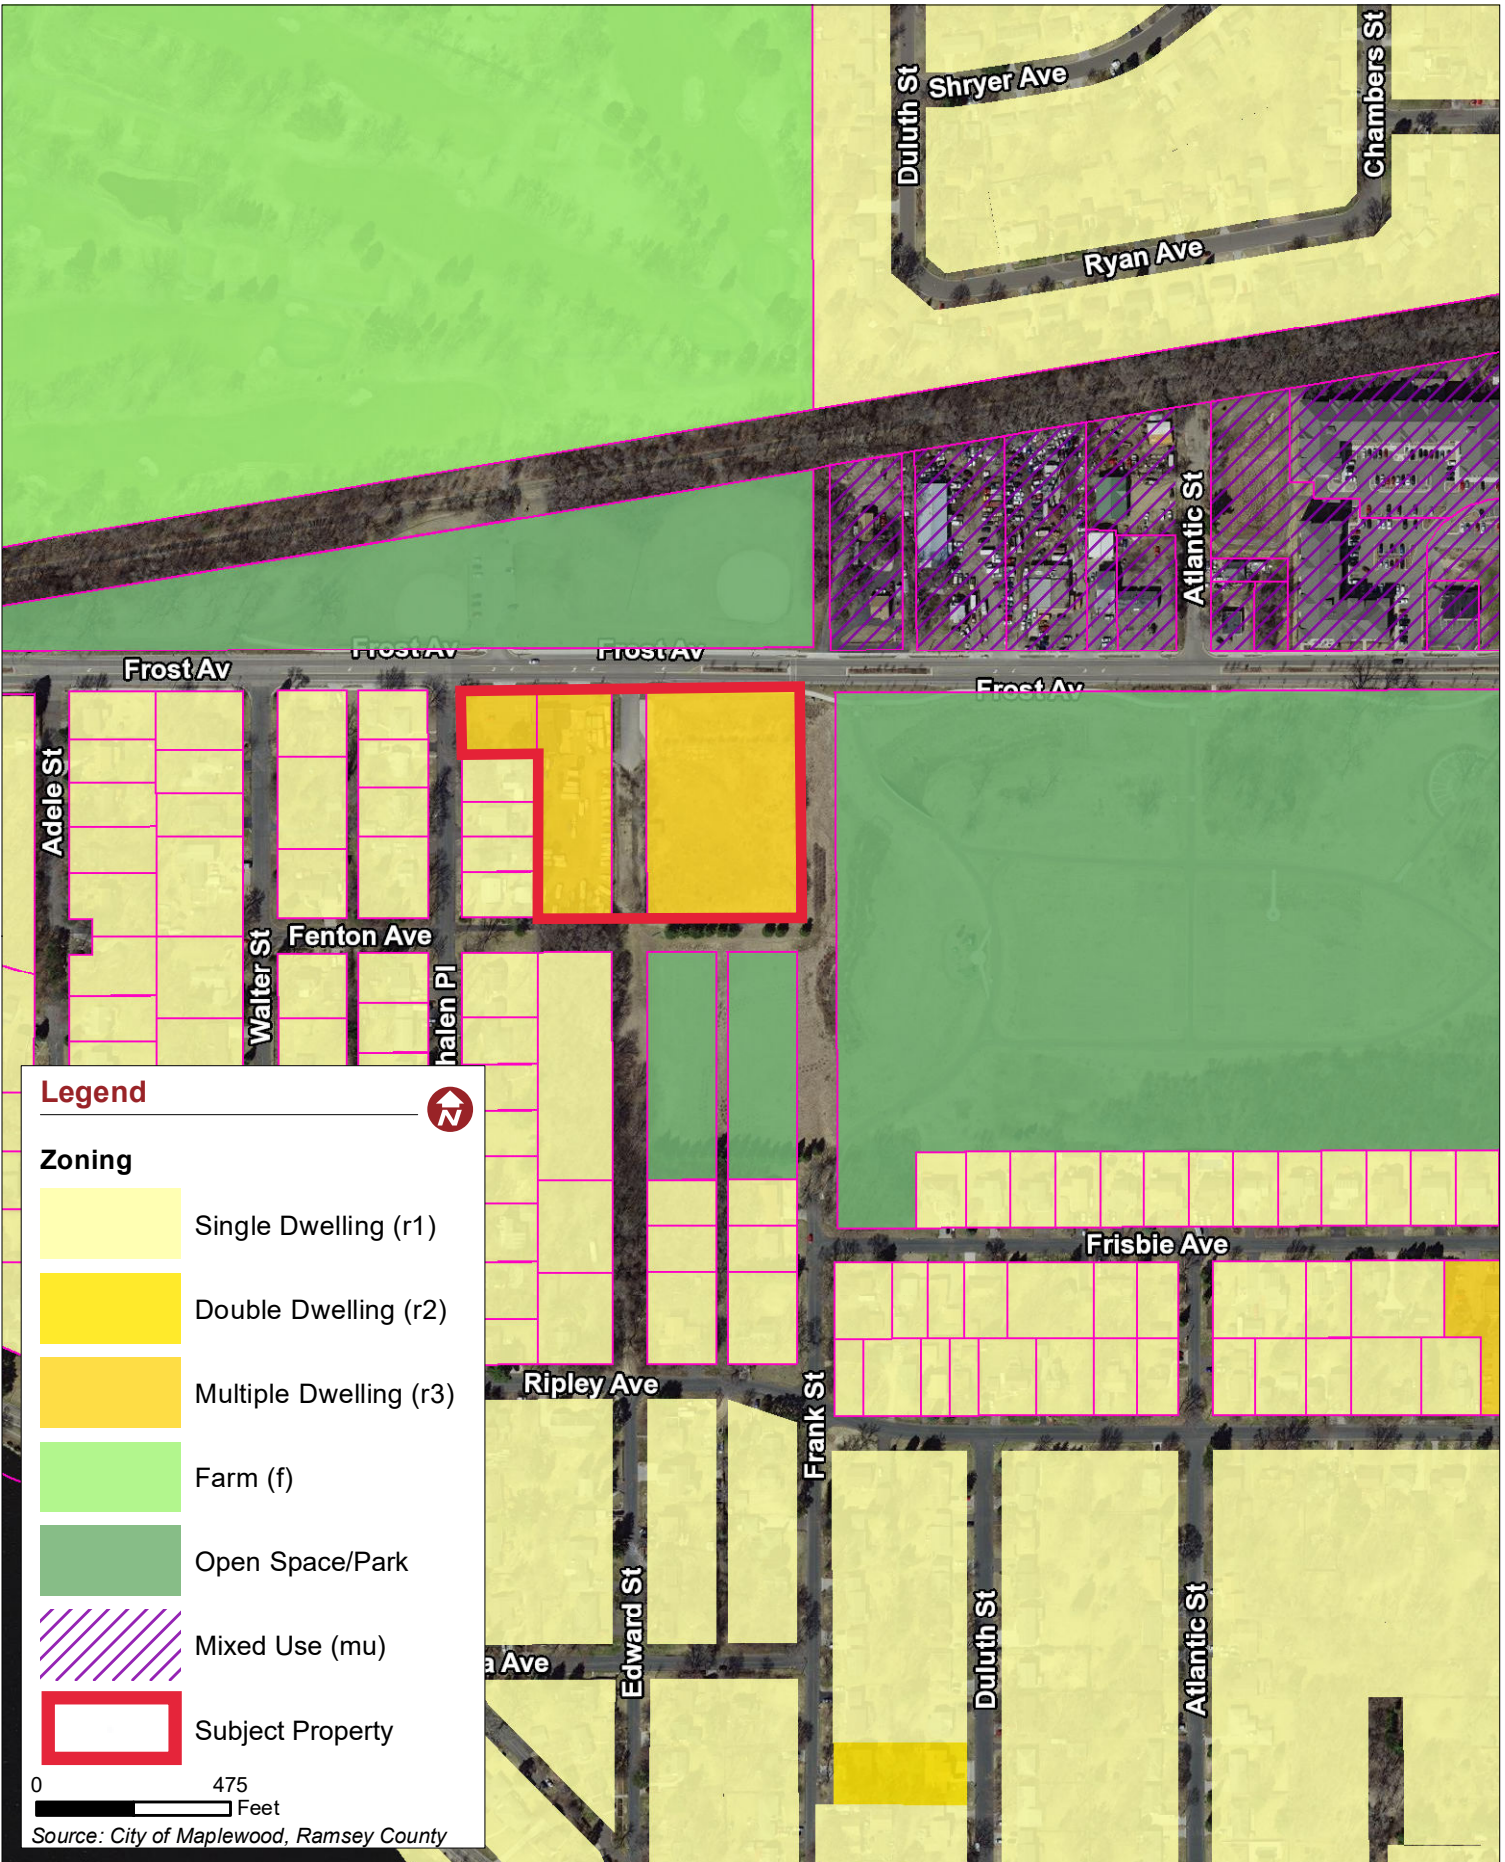 Shryer Ave
Duluth St
Chambers St
Ryan Ave
Atlantic St
Frost Av
Frost Av
Frost Av
Frost Av
Adele St
Fenton Ave
Walter St
halen Pl
Frisbie Ave
Ripley Ave
Frank St
Edward St
a Ave
Duluth St
Atlantic St
Legend
N
Zoning
Single Dwelling (r1)
Double Dwelling (r2)
Multiple Dwelling (r3)
Farm (f)
Open Space/Park
Mixed Use (mu)
Subject Property
0 475
Feet
Source: City of Maplewood, Ramsey County